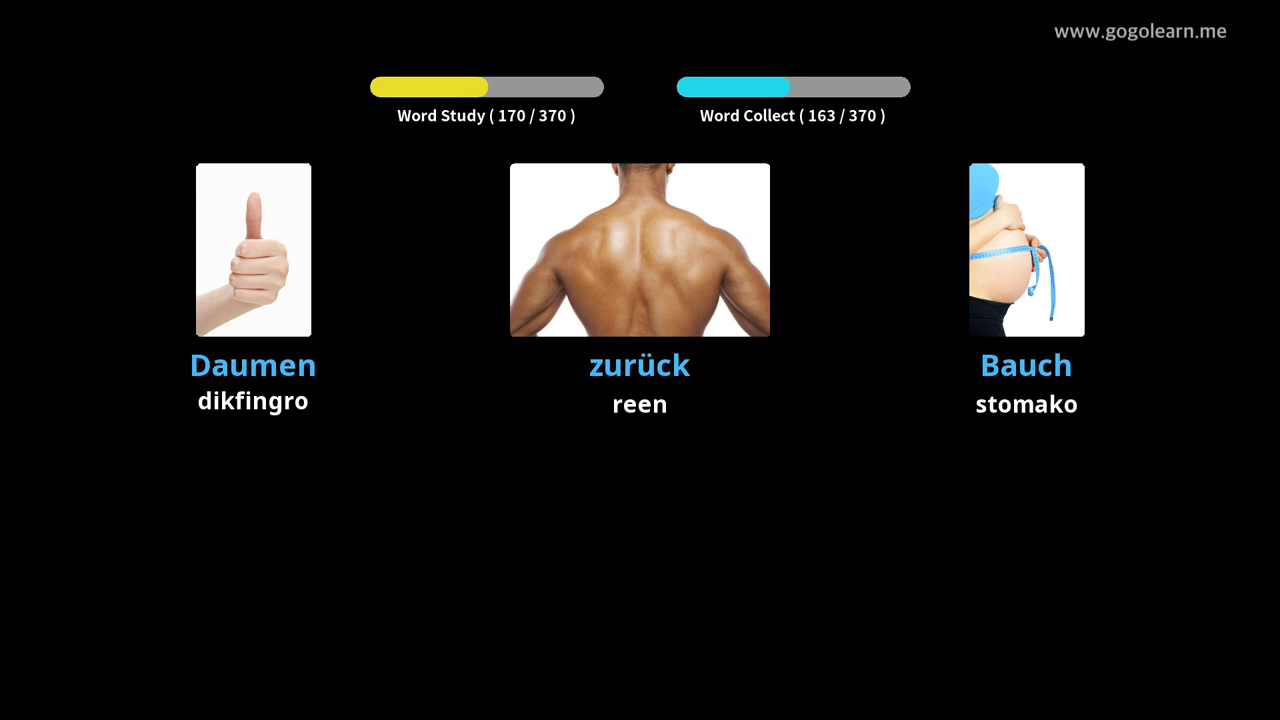 www.gogolearn.me
Word Study ( 170 / 370 )
Word Collect ( 163 / 370 )
Daumen
dikfingro
zurück
reen
Bauch
stomako